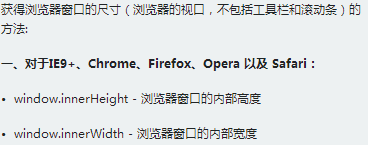 获得浏览器窗口的尺寸（浏览器的视口，不包括工具栏和滚动条）的
方法:
一、对于IE9+、Chrome、Firefox、Opera 以及 Safari：
• window.innerHeight - 浏览器窗口的内部高度
• window.innerWidth - 浏览器窗口的内部宽度